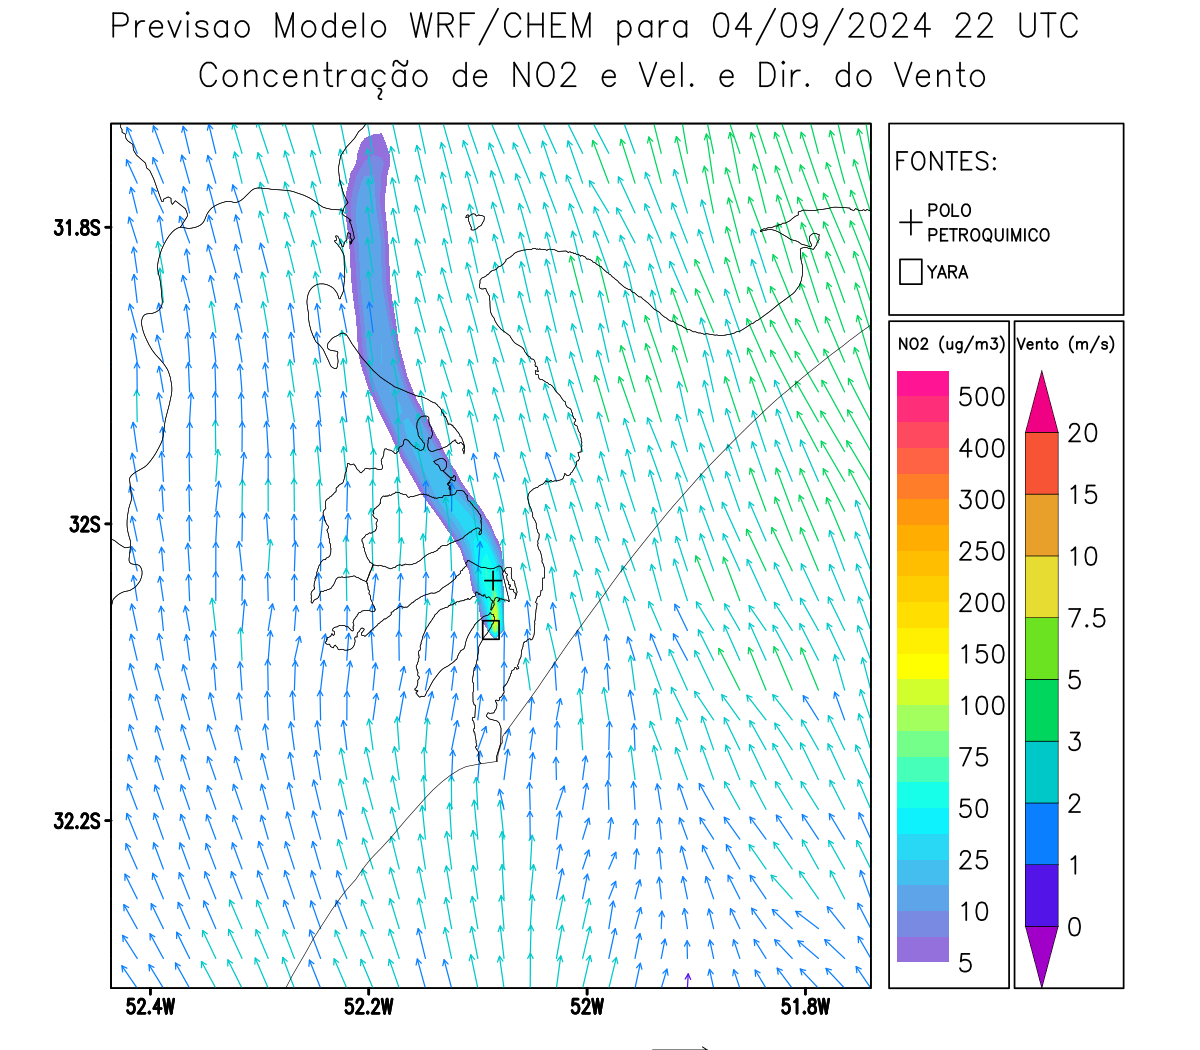 Previsao Modelo WRF/CHEM para 04/09/2024 22 UTC
Concentração de NO2 e Vel. e Dir. do Vento
FONTES:
POLO
PETROQUIMICO
YARA
NO2 (ug/m3)
500
400
300
250
200
150
100
75
50
25
10
5
Vento (m/s)
20
15
10
7.5
5
3
2
1
0
31.8S
32S
32.2S
52.4W
52.2W
52W
51.8W